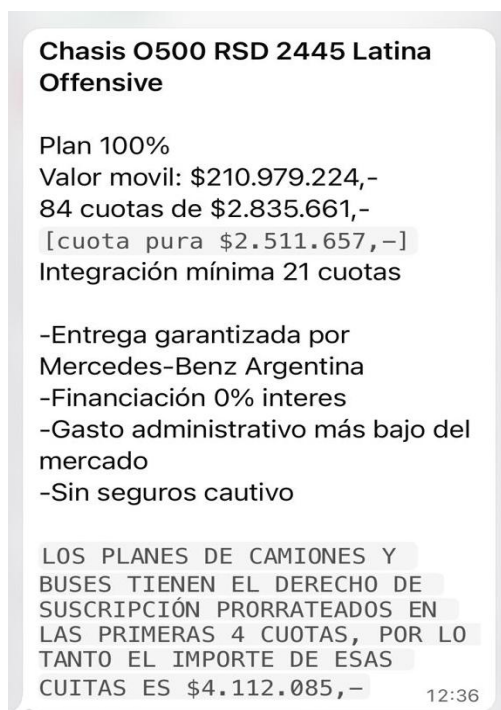 Chasis O500 RSD 2445 Latina
Offensive
Plan 100%
Valor movil: $210.979.224,-
84 cuotas de $2.835.661,-
[cuota pura $2.511.657,—]
Integración mínima 21 cuotas
-Entrega garantizada por
Mercedes-Benz Argentina
-Financiación 0% interes
-Gasto administrativo más bajo del
mercado
-Sin seguros cautivo
LOS PLANES DE CAMIONES Y
BUSES TIENEN EL DERECHO DE
SUSCRIPCIÓN PRORRATEADOS EN
LAS PRIMERAS 4 CUOTAS, POR LO
TANTO EL IMPORTE DE ESAS
CUITAS ES $4.112.085,—
12:36